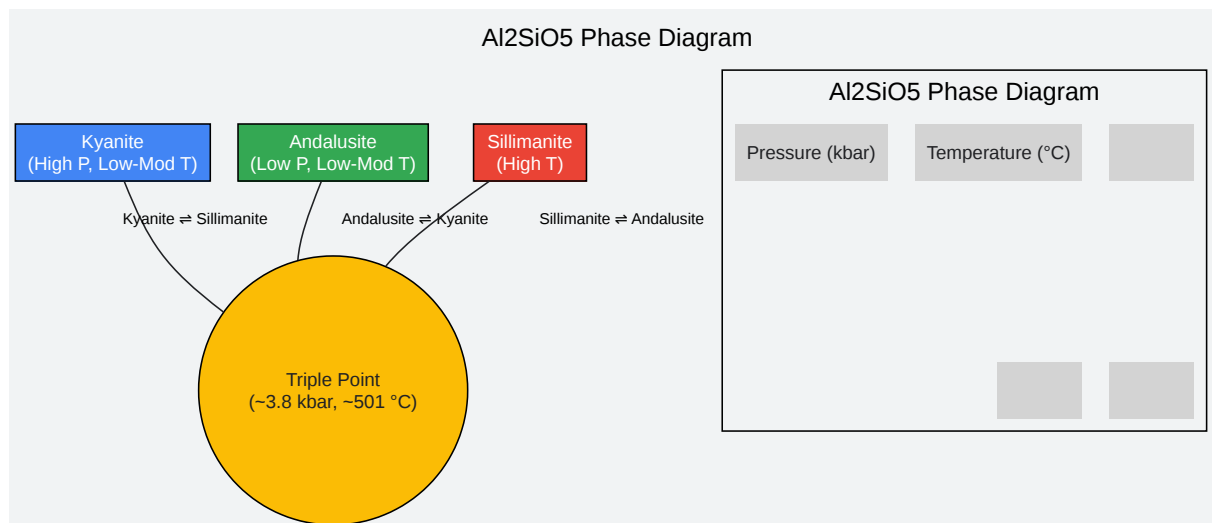 Al2SiO5 Phase Diagram
Al2SiO5 Phase Diagram
Kyanite
(High P, Low-Mod T)
Andalusite
(Low P, Low-Mod T)
Sillimanite
(High T)
Pressure (kbar)
Temperature (°C)
Kyanite ⇌ Sillimanite
Andalusite ⇌ Kyanite
Sillimanite ⇌ Andalusite
Triple Point
(~3.8 kbar, ~501 °C)